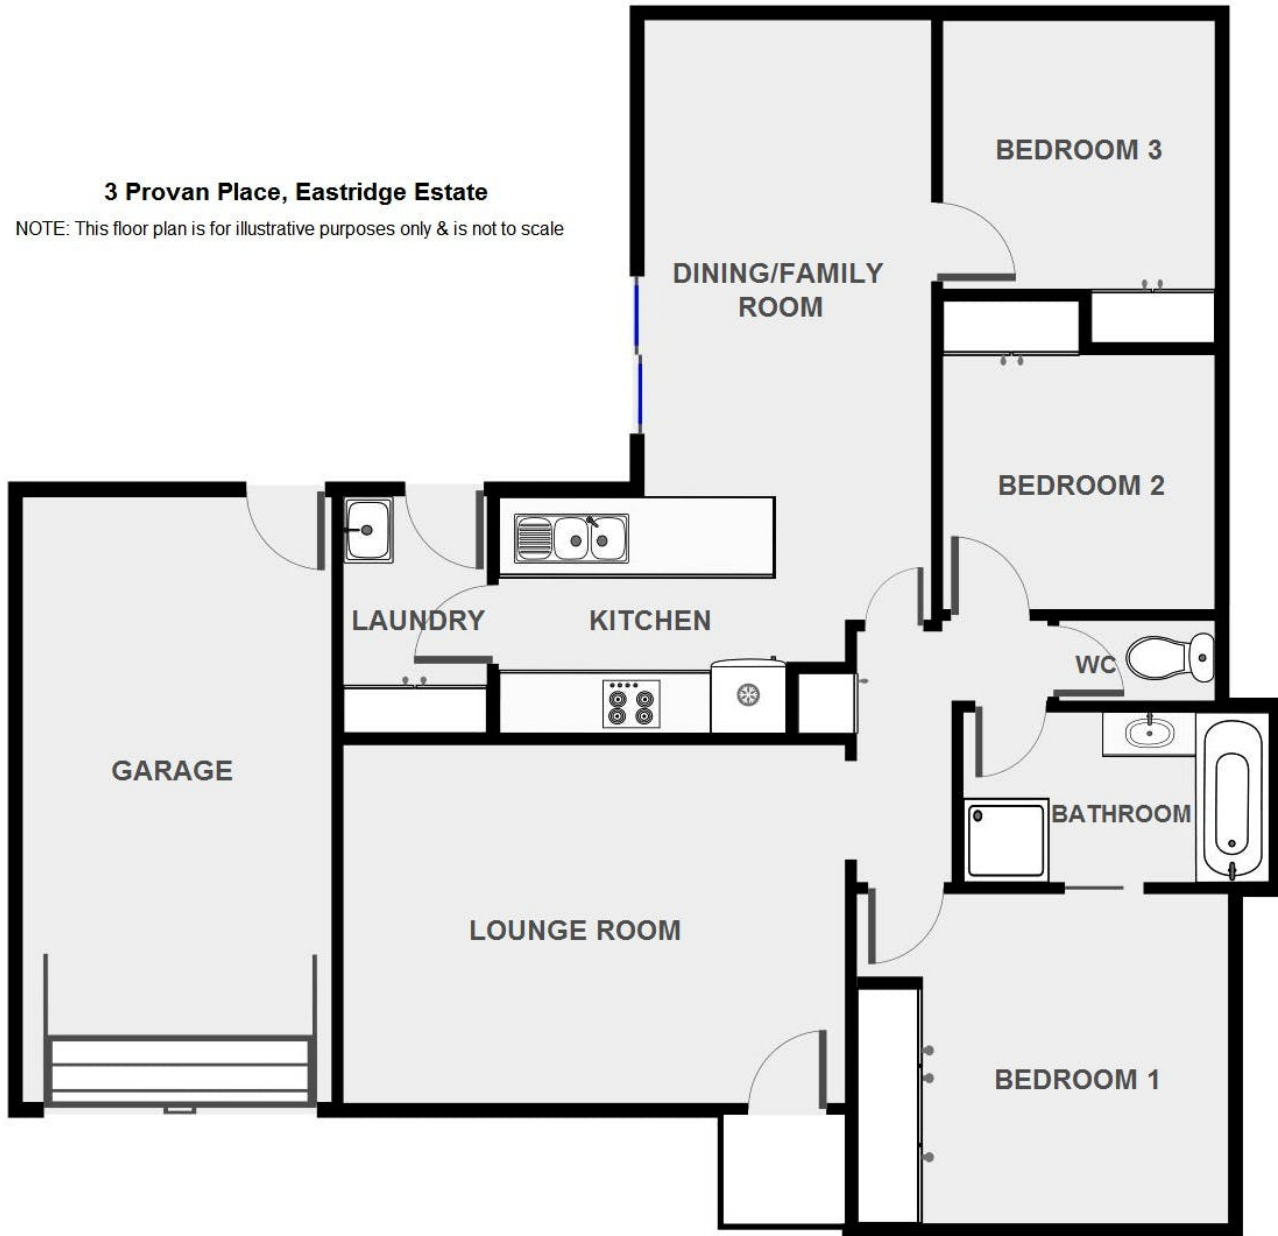 3 Provan Place, Eastridge Estate
NOTE: This floor plan is for illustrative purposes only & is not to scale
BEDROOM 3
DINING/FAMILY
ROOM
BEDROOM 2
LAUNDRY
KITCHEN
WC
GARAGE
BATHROOM
LOUNGE ROOM
BEDROOM 1